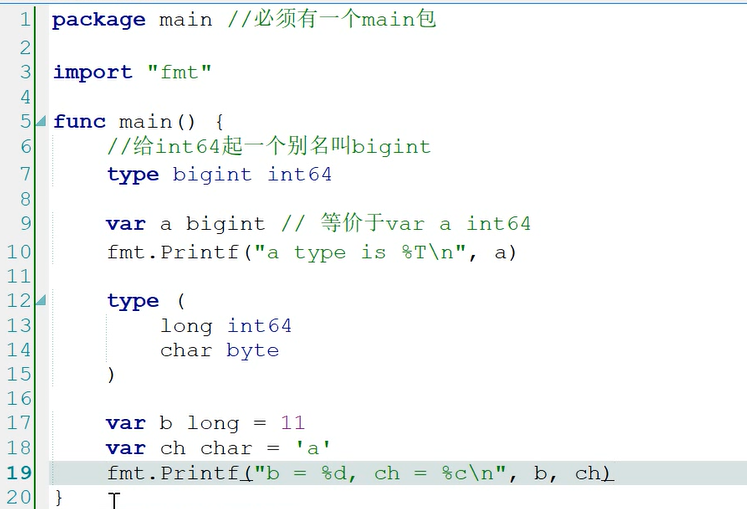 1 package main //必须有一个main包
2
3 import "fmt"
4
5 func main() {
6     //给int64起一个别名叫bigint
7     type bigint int64
8
9     var a bigint // 等价于var a int64
10     fmt.Printf("a type is %T\n", a)
11
12     type (
13         long int64
14         char byte
15     )
16
17     var b long = 11
18     var ch char = 'a'
19     fmt.Printf("b = %d, ch = %c\n", b, ch)
20 }